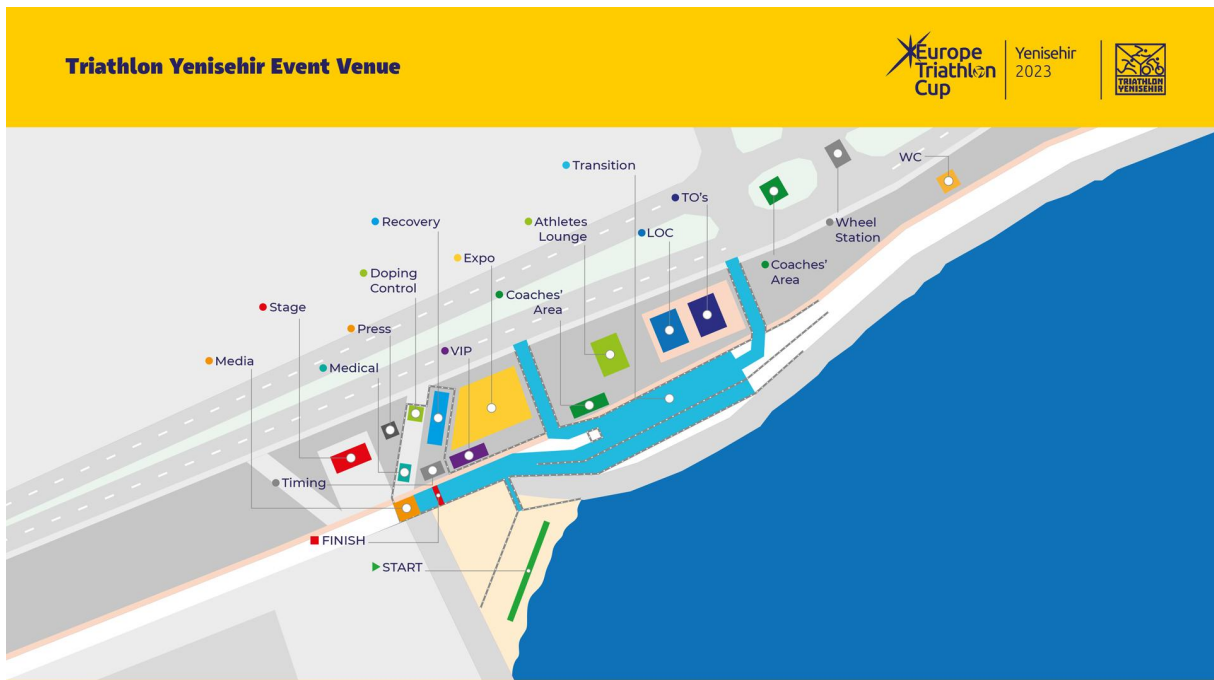 Triathlon Yenisehir Event Venue
Europe
Triathlon
Cup
Yenisehir
2023
TRIATHLON
YENISEHIR
Transition
WC
TO's
Recovery
Athletes
Lounge
LOC
Wheel
Station
Expo
Coaches'
Area
Doping
Control
Coaches'
Area
Stage
Press
VIP
Media
Medical
Timing
FINISH
START